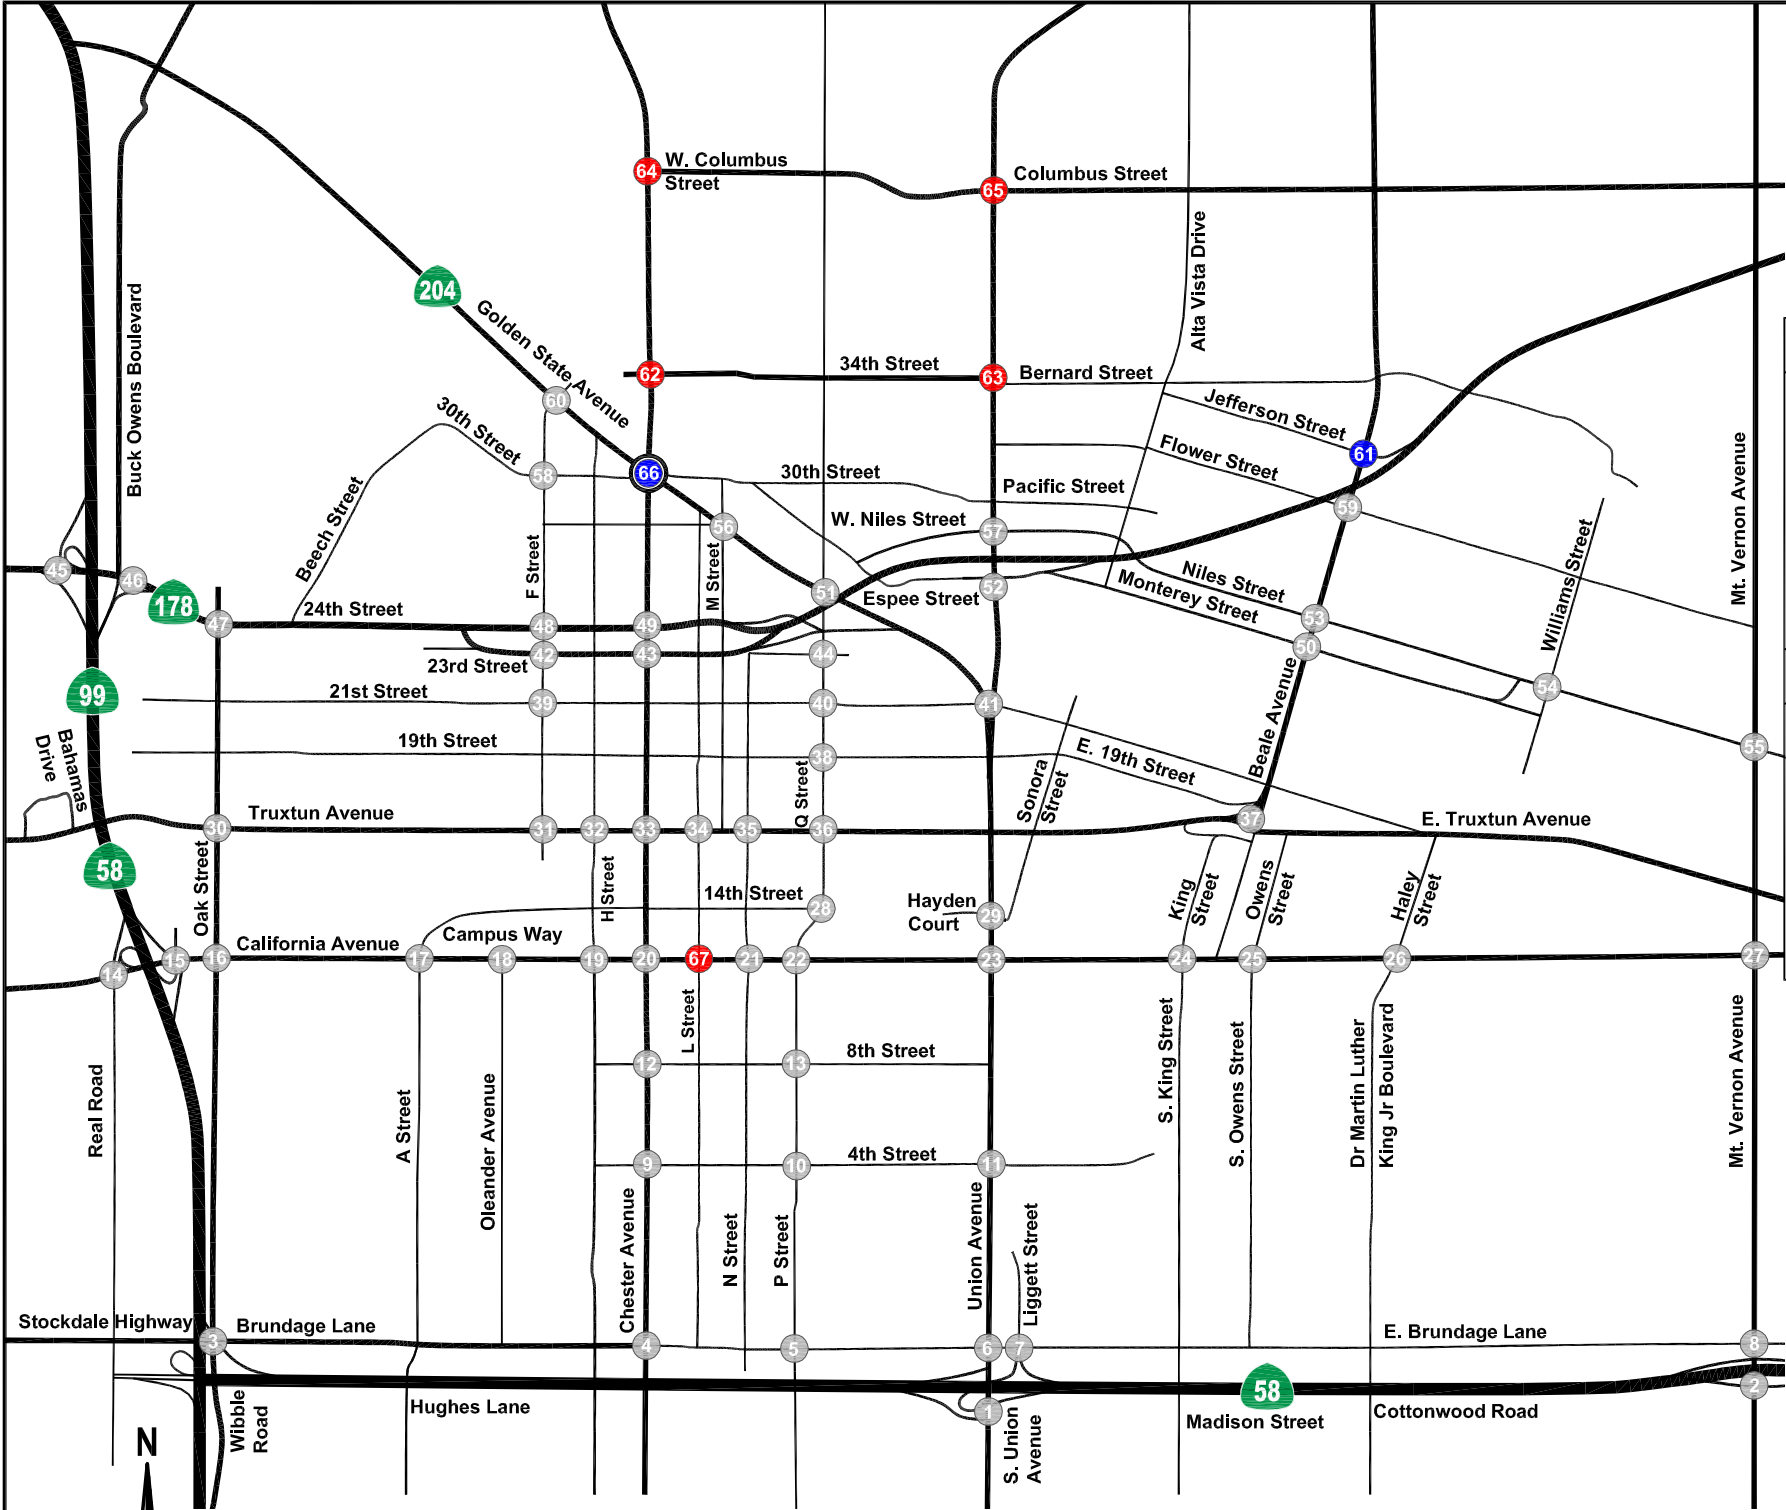 64
W. Columbus
Street
65
Columbus Street
Alta Vista Drive
204
Golden State Avenue
Buck Owens Boulevard
62
34th Street
63
Bernard Street
60
30th Street
Jefferson Street
61
Flower Street
58
66
30th Street
Pacific Street
Mt. Vernon Avenue
Beech Street
56
W. Niles Street
57
59
F Street
M Street
45
46
178
24th Street
47
48
49
51
Espee Street
52
Niles Street
Monterey Street
53
50
Williams Street
54
55
23rd Street
42
43
44
99
21st Street
39
40
41
Beale Avenue
Bahamas
Drive
19th Street
38
E. 19th Street
Sonora
Street
Q Street
30
Truxtun Avenue
31
32
33
34
35
36
37
E. Truxtun Avenue
58
Oak Street
H Street
14th Street
28
Hayden
Court
29
King
Street
Owens
Street
Haley
Street
14
15
16
California Avenue
17
Campus Way
18
19
20
67
21
22
23
24
25
26
27
L Street
S. King Street
S. Owens Street
Dr Martin Luther
King Jr Boulevard
Mt. Vernon Avenue
12
13
8th Street
Real Road
A Street
Oleander Avenue
9
10
4th Street
11
Chester Avenue
N Street
P Street
Union Avenue
Liggett Street
Stockdale Highway
3
Brundage Lane
4
5
6
7
E. Brundage Lane
8
58
2
Wibble
Road
Hughes Lane
1
S. Union
Avenue
Madison Street
Cottonwood Road
N